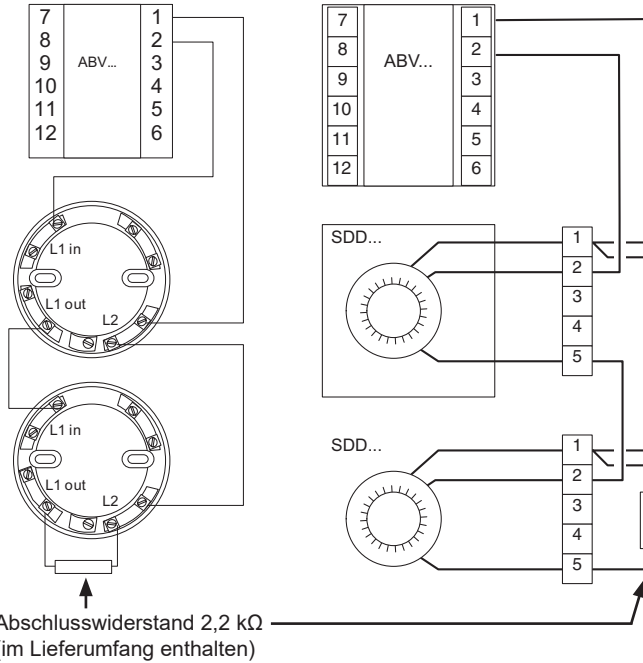 7 1
8 2
9 ABV... 3
10 4
11 5
12 6
L1 in
L1 out
L2
L1 in
L1 out
L2
7 1
8 2
ABV...
9 3
10 4
11 5
12 6
SDD...
1
2
3
4
5
SDD...
1
2
3
4
5
Abschlusswiderstand 2,2 kΩ
(im Lieferumfang enthalten)